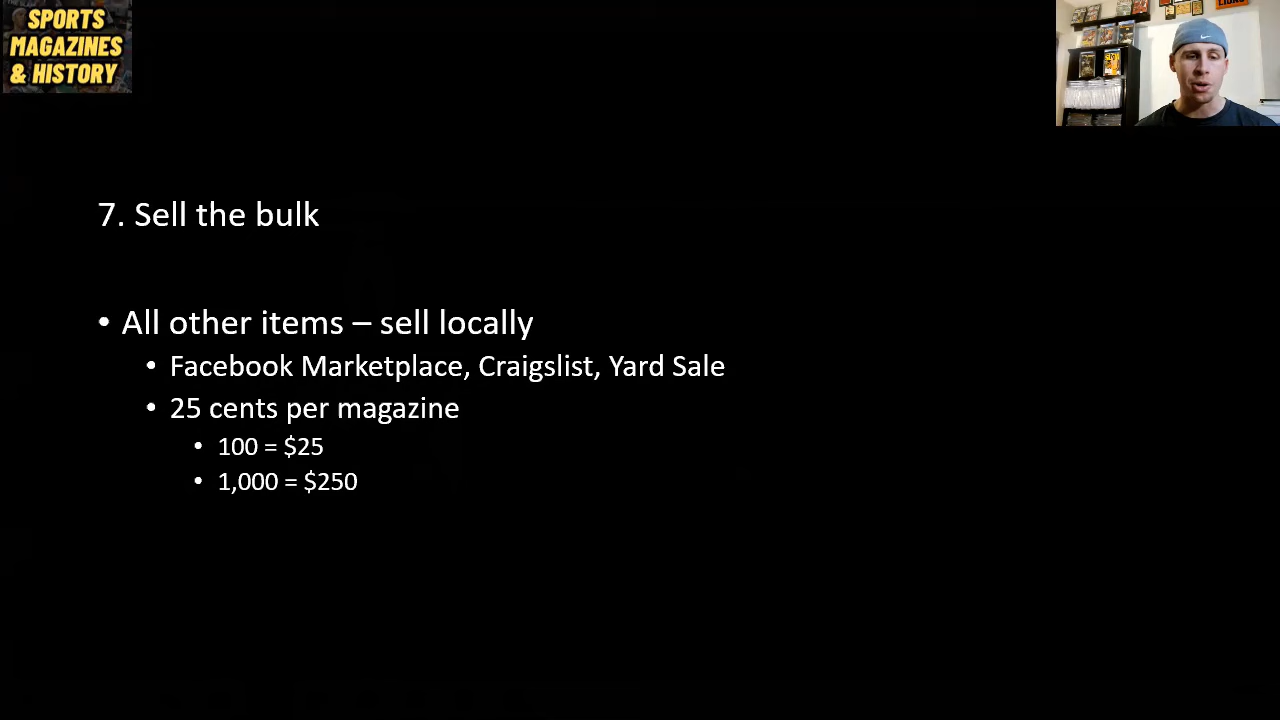 SPORTS
MAGAZINES
& HISTORY
7. Sell the bulk
• All other items – sell locally
• Facebook Marketplace, Craigslist, Yard Sale
• 25 cents per magazine
• 100 = $25
• 1,000 = $250